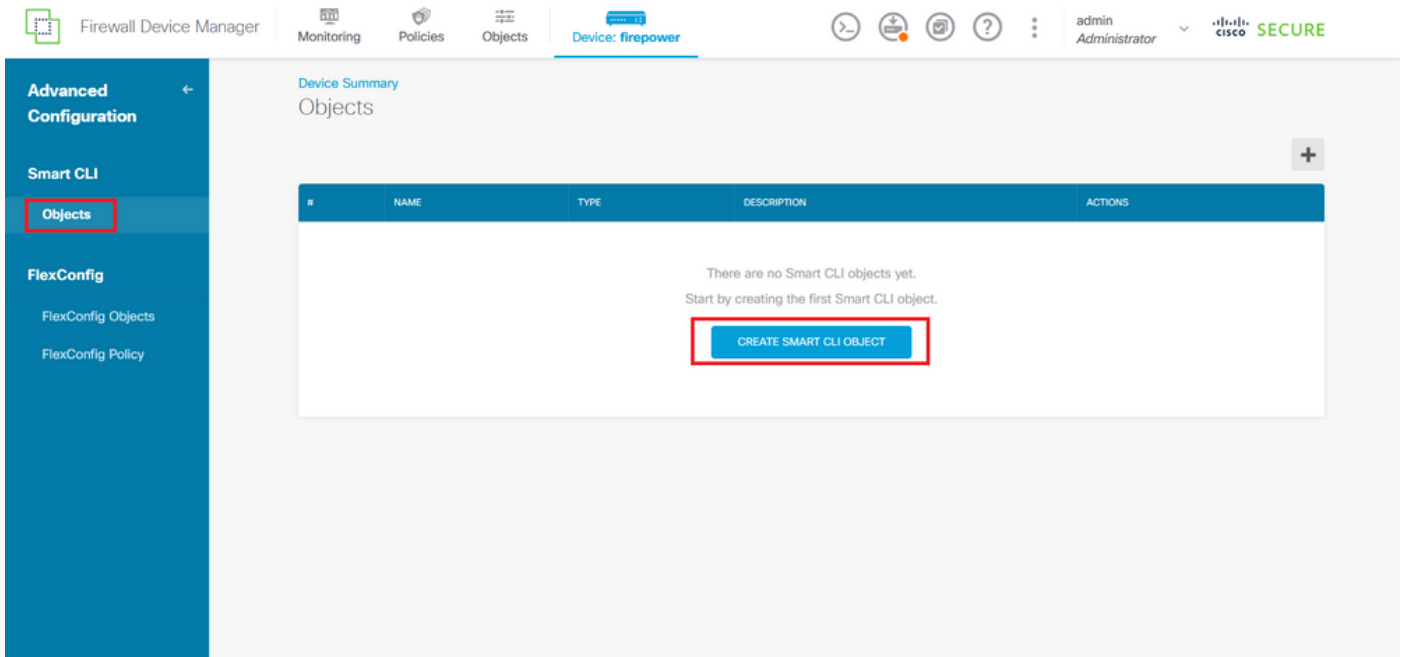 Firewall Device Manager
Monitoring
Policies
Objects
Device: firepower
admin
Administrator
CISCO SECURE
Advanced
Configuration
Smart CLI
Objects
FlexConfig
FlexConfig Objects
FlexConfig Policy
Device Summary
Objects
# NAME TYPE DESCRIPTION ACTIONS
There are no Smart CLI objects yet.
Start by creating the first Smart CLI object.
CREATE SMART CLI OBJECT